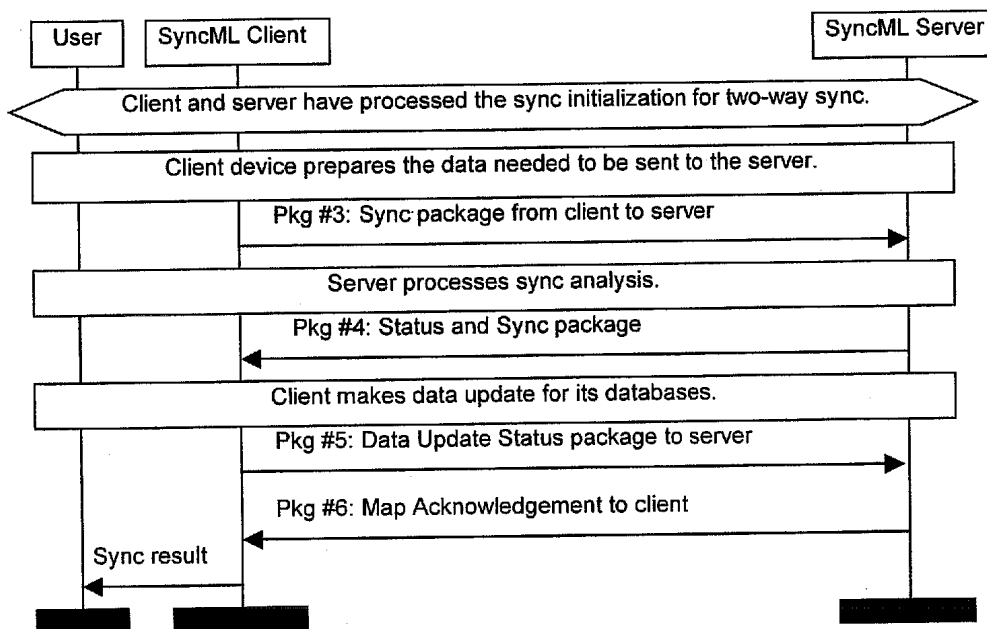 User
SyncML Client
SyncML Server
Client and server have processed the sync initialization for two-way sync.
Client device prepares the data needed to be sent to the server.
Pkg #3: Sync package from client to server
Server processes sync analysis.
Pkg #4: Status and Sync package
Client makes data update for its databases.
Pkg #5: Data Update Status package to server
Pkg #6: Map Acknowledgement to client
Sync result